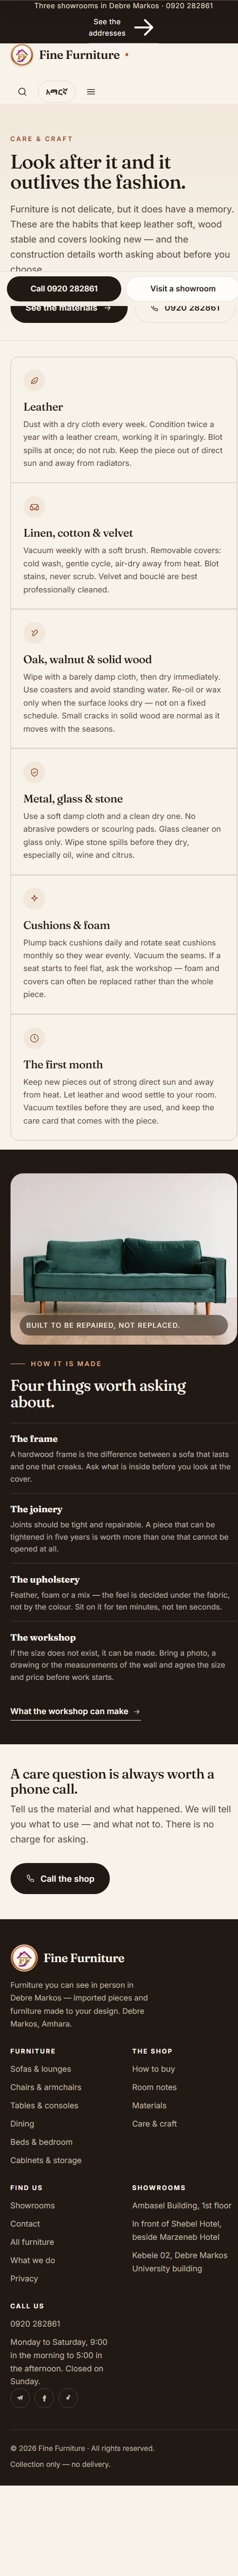 Three showrooms in Debre Markos · 0920 282861
See the
addresses
Fine Furniture
አማርኛ
CARE & CRAFT
Look after it and it
outlives the fashion.
Furniture is not delicate, but it does have a memory.
These are the habits that keep leather soft, wood
stable and covers looking new — and the
construction details worth asking about before you
choose.
Call 0920 282861
Visit a showroom
See the materials
0920 282861
Leather
Dust with a dry cloth every week. Condition twice a
year with a leather cream, working it in sparingly. Blot
spills at once; do not rub. Keep the piece out of direct
sun and away from radiators.
Linen, cotton & velvet
Vacuum weekly with a soft brush. Removable covers:
cold wash, gentle cycle, air-dry away from heat. Blot
stains, never scrub. Velvet and bouclé are best
professionally cleaned.
Oak, walnut & solid wood
Wipe with a barely damp cloth, then dry immediately.
Use coasters and avoid standing water. Re-oil or wax
only when the surface looks dry — not on a fixed
schedule. Small cracks in solid wood are normal as it
moves with the seasons.
Metal, glass & stone
Use a soft damp cloth and a clean dry one. No
abrasive powders or scouring pads. Glass cleaner on
glass only. Wipe stone spills before they dry,
especially oil, wine and citrus.
Cushions & foam
Plump back cushions daily and rotate seat cushions
monthly so they wear evenly. Vacuum the seams. If a
seat starts to feel flat, ask the workshop — foam and
covers can often be replaced rather than the whole
piece.
The first month
Keep new pieces out of strong direct sun and away
from heat. Let leather and wood settle to your room.
Vacuum textiles before they are used, and keep the
care card that comes with the piece.
BUILT TO BE REPAIRED, NOT REPLACED.
HOW IT IS MADE
Four things worth asking
about.
The frame
A hardwood frame is the difference between a sofa that lasts
and one that creaks. Ask what is inside before you look at the
cover.
The joinery
Joints should be tight and repairable. A piece that can be
tightened in five years is worth more than one that cannot be
opened at all.
The upholstery
Feather, foam or a mix — the feel is decided under the fabric,
not by the colour. Sit on it for ten minutes, not ten seconds.
The workshop
If the size does not exist, it can be made. Bring a photo, a
drawing or the measurements of the wall and agree the size
and price before work starts.
What the workshop can make
A care question is always worth a
phone call.
Tell us the material and what happened. We will tell
you what to use — and what not to. There is no
charge for asking.
Call the shop
Fine Furniture
Furniture you can see in person in
Debre Markos — imported pieces and
furniture made to your design. Debre
Markos, Amhara.
FURNITURE
Sofas & lounges
Chairs & armchairs
Tables & consoles
Dining
Beds & bedroom
Cabinets & storage
THE SHOP
How to buy
Room notes
Materials
Care & craft
FIND US
Showrooms
Contact
All furniture
What we do
Privacy
SHOWROOMS
Ambasel Building, 1st floor
In front of Shebel Hotel,
beside Marzeneb Hotel
Kebele 02, Debre Markos
University building
CALL US
0920 282861
Monday to Saturday, 9:00
in the morning to 5:00 in
the afternoon. Closed on
Sunday.
© 2026 Fine Furniture · All rights reserved.
Collection only — no delivery.